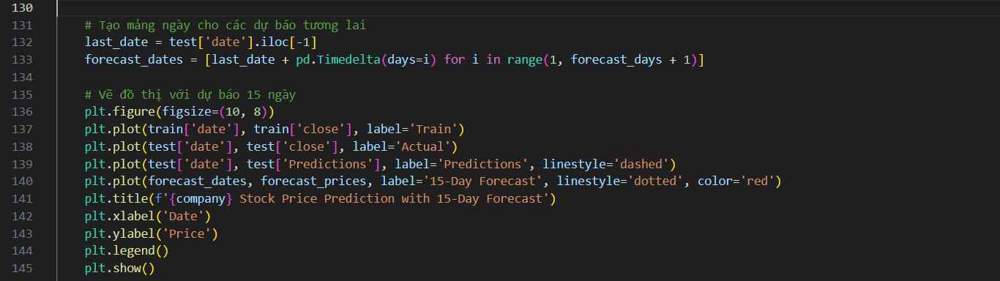 130
131 # Tạo mảng ngày cho các dự báo tương lai
132 last_date = test['date'].iloc[-1]
133 forecast_dates = [last_date + pd.Timedelta(days=i) for i in range(1, forecast_days + 1)]
134
135 # Vẽ đồ thị với dự báo 15 ngày
136 plt.figure(figsize=(10, 8))
137 plt.plot(train['date'], train['close'], label='Train')
138 plt.plot(test['date'], test['close'], label='Actual')
139 plt.plot(test['date'], test['Predictions'], label='Predictions', linestyle='dashed')
140 plt.plot(forecast_dates, forecast_prices, label='15-Day Forecast', linestyle='dotted', color='red')
141 plt.title(f'{company} Stock Price Prediction with 15-Day Forecast')
142 plt.xlabel('Date')
143 plt.ylabel('Price')
144 plt.legend()
145 plt.show()